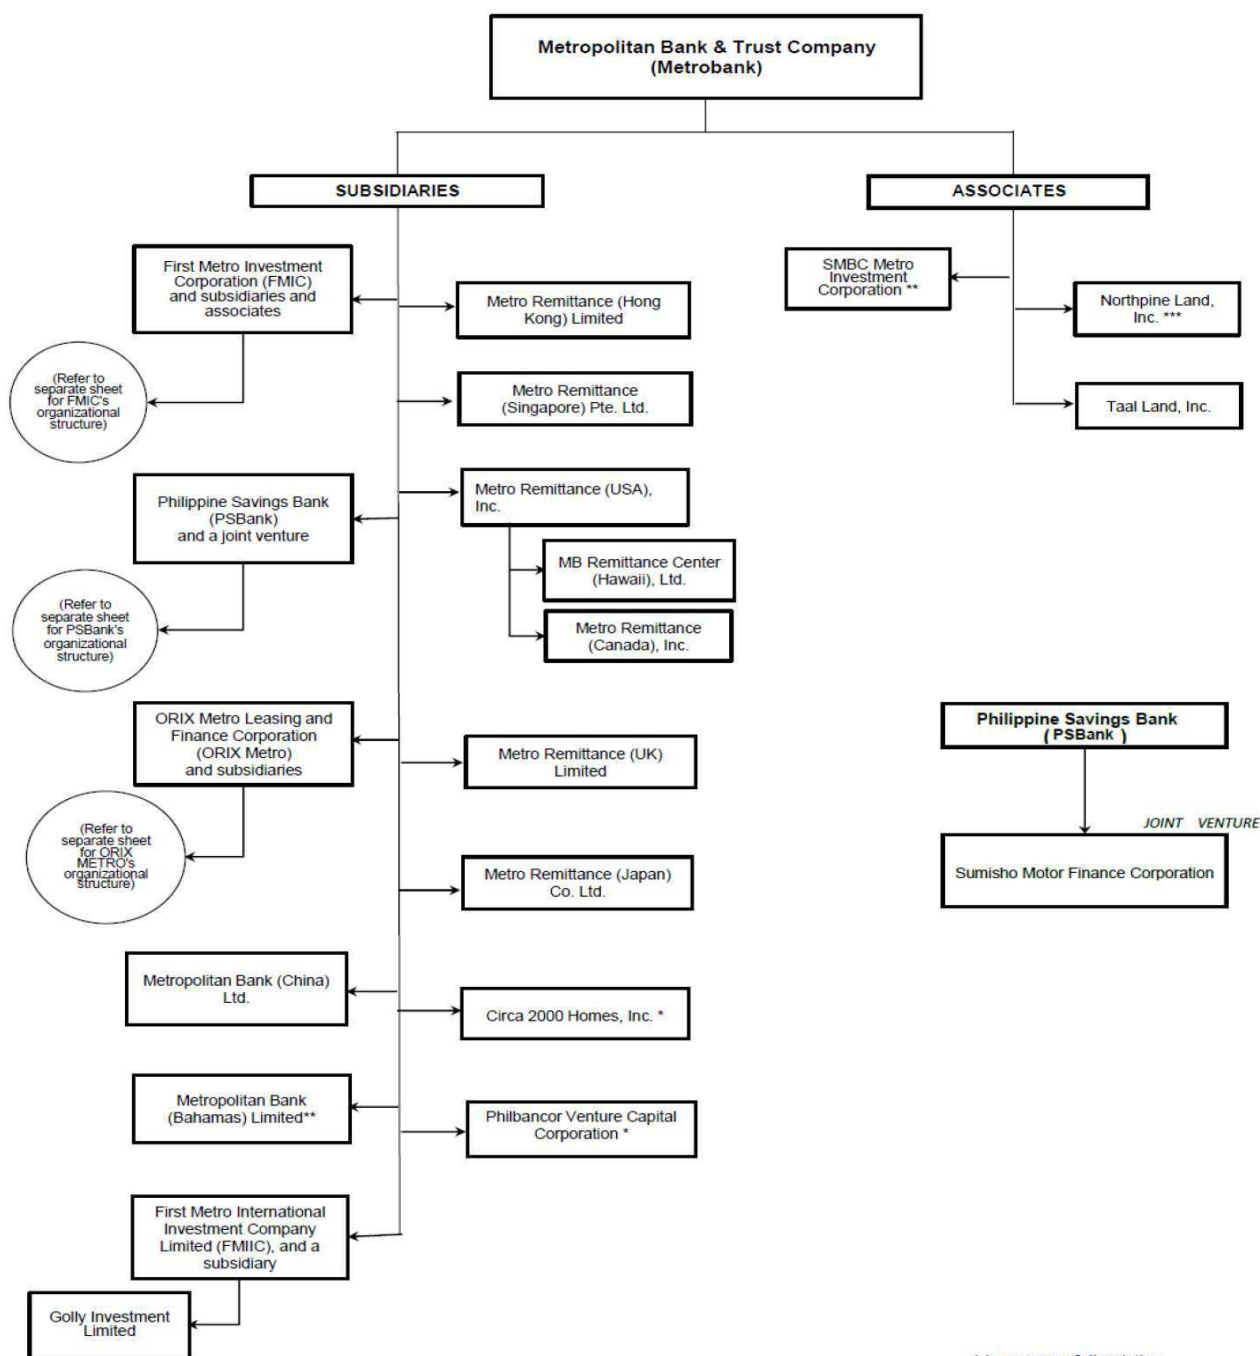 Metropolitan Bank & Trust Company
(Metrobank)
SUBSIDIARIES
ASSOCIATES
First Metro Investment
Corporation (FMIC)
and subsidiaries and
associates
Metro Remittance (Hong
Kong) Limited
SMBC Metro
Investment
Corporation **
Northpine Land,
Inc. ***
(Refer to
separate sheet
for FMIC's
organizational
structure)
Metro Remittance
(Singapore) Pte. Ltd.
Taal Land, Inc.
Philippine Savings Bank
(PSBank)
and a joint venture
Metro Remittance (USA),
Inc.
MB Remittance Center
(Hawaii), Ltd.
(Refer to
separate sheet
for PSBank's
organizational
structure)
Metro Remittance
(Canada), Inc.
ORIX Metro Leasing and
Finance Corporation
(ORIX Metro)
and subsidiaries
Metro Remittance (UK)
Limited
Philippine Savings Bank
( PSBank )
JOINT VENTURE
(Refer to
separate sheet
for ORIX
METRO's
organizational
structure)
Metro Remittance (Japan)
Co. Ltd.
Sumisho Motor Finance Corporation
Metropolitan Bank (China)
Ltd.
Circa 2000 Homes, Inc. *
Metropolitan Bank
(Bahamas) Limited**
Philbancor Venture Capital
Corporation *
First Metro International
Investment Company
Limited (FMIIC), and a
subsidiary
Golly Investment
Limited